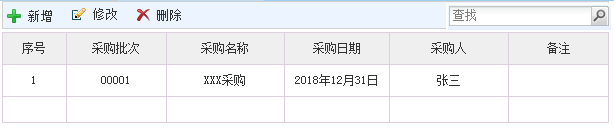 新增 修改 删除 查找
序号 采购批次 采购名称 采购日期 采购人 备注
1 00001 XXX采购 2018年12月31日 张三